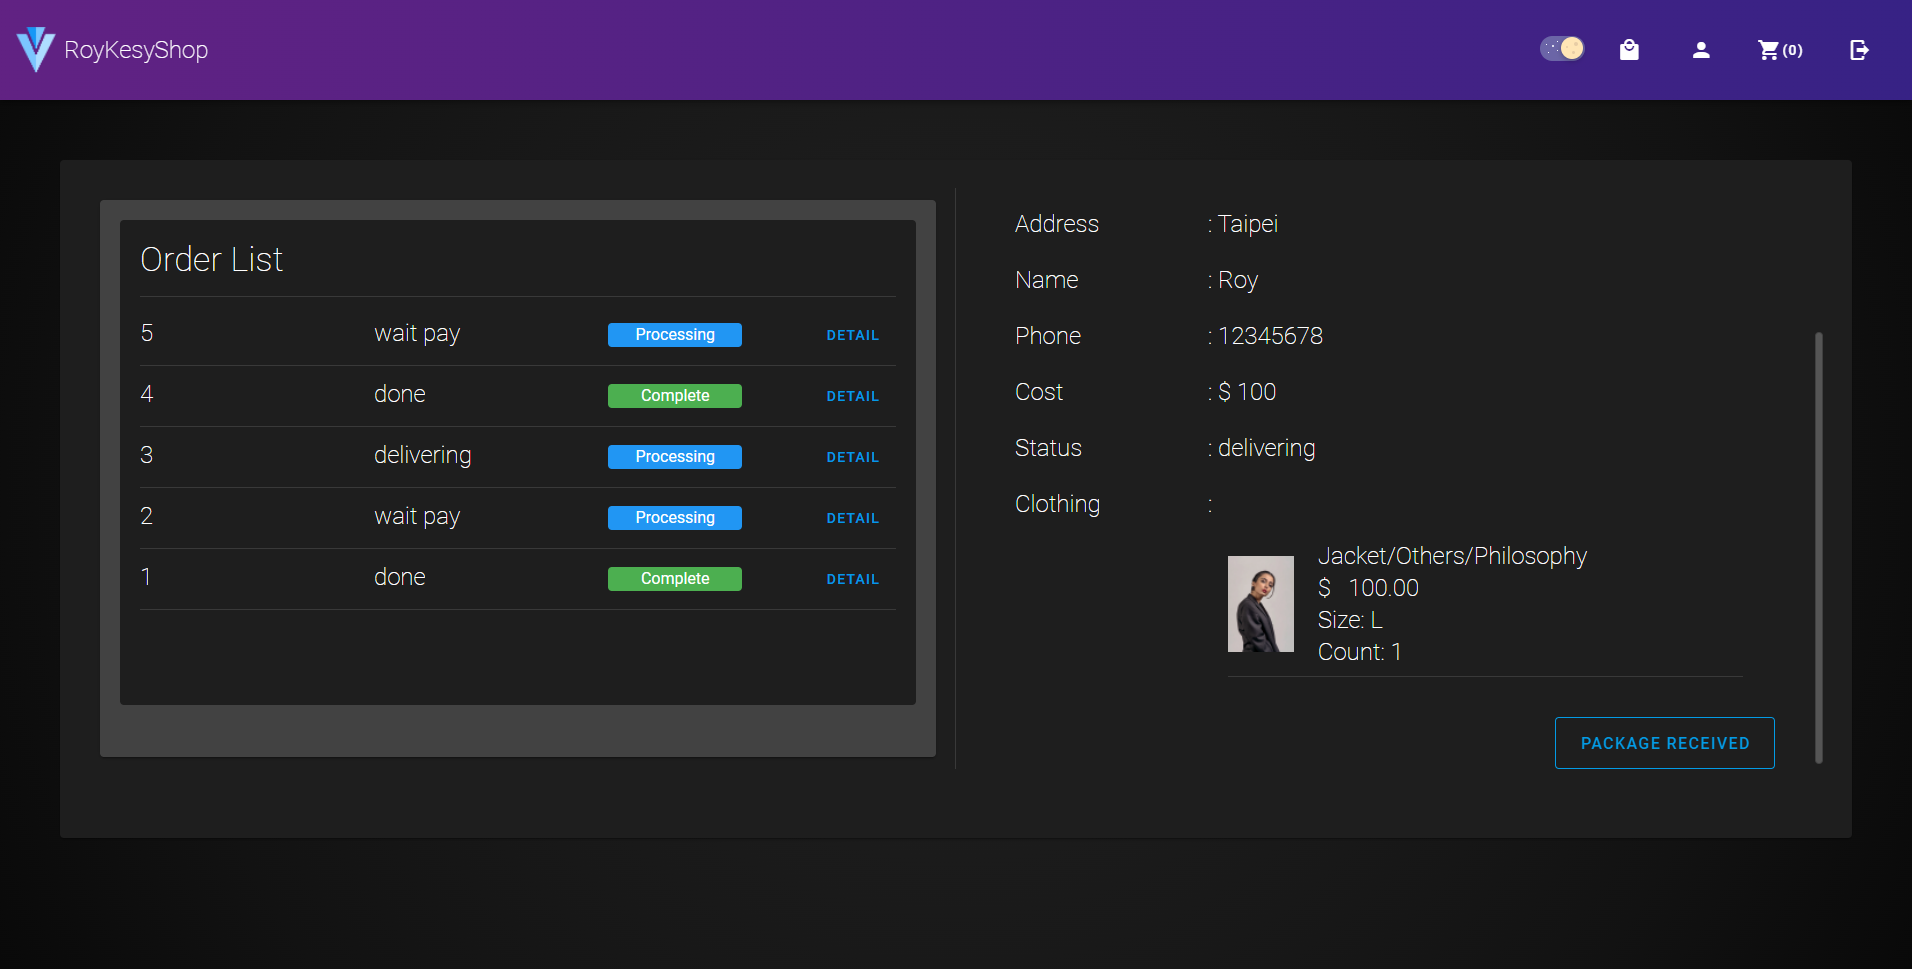 RoyKesyShop
(0)
Order List
5 wait pay Processing DETAIL
4 done Complete DETAIL
3 delivering Processing DETAIL
2 wait pay Processing DETAIL
1 done Complete DETAIL
Address : Taipei
Name : Roy
Phone : 12345678
Cost : $ 100
Status : delivering
Clothing :
Jacket/Others/Philosophy
$ 100.00
Size: L
Count: 1
PACKAGE RECEIVED